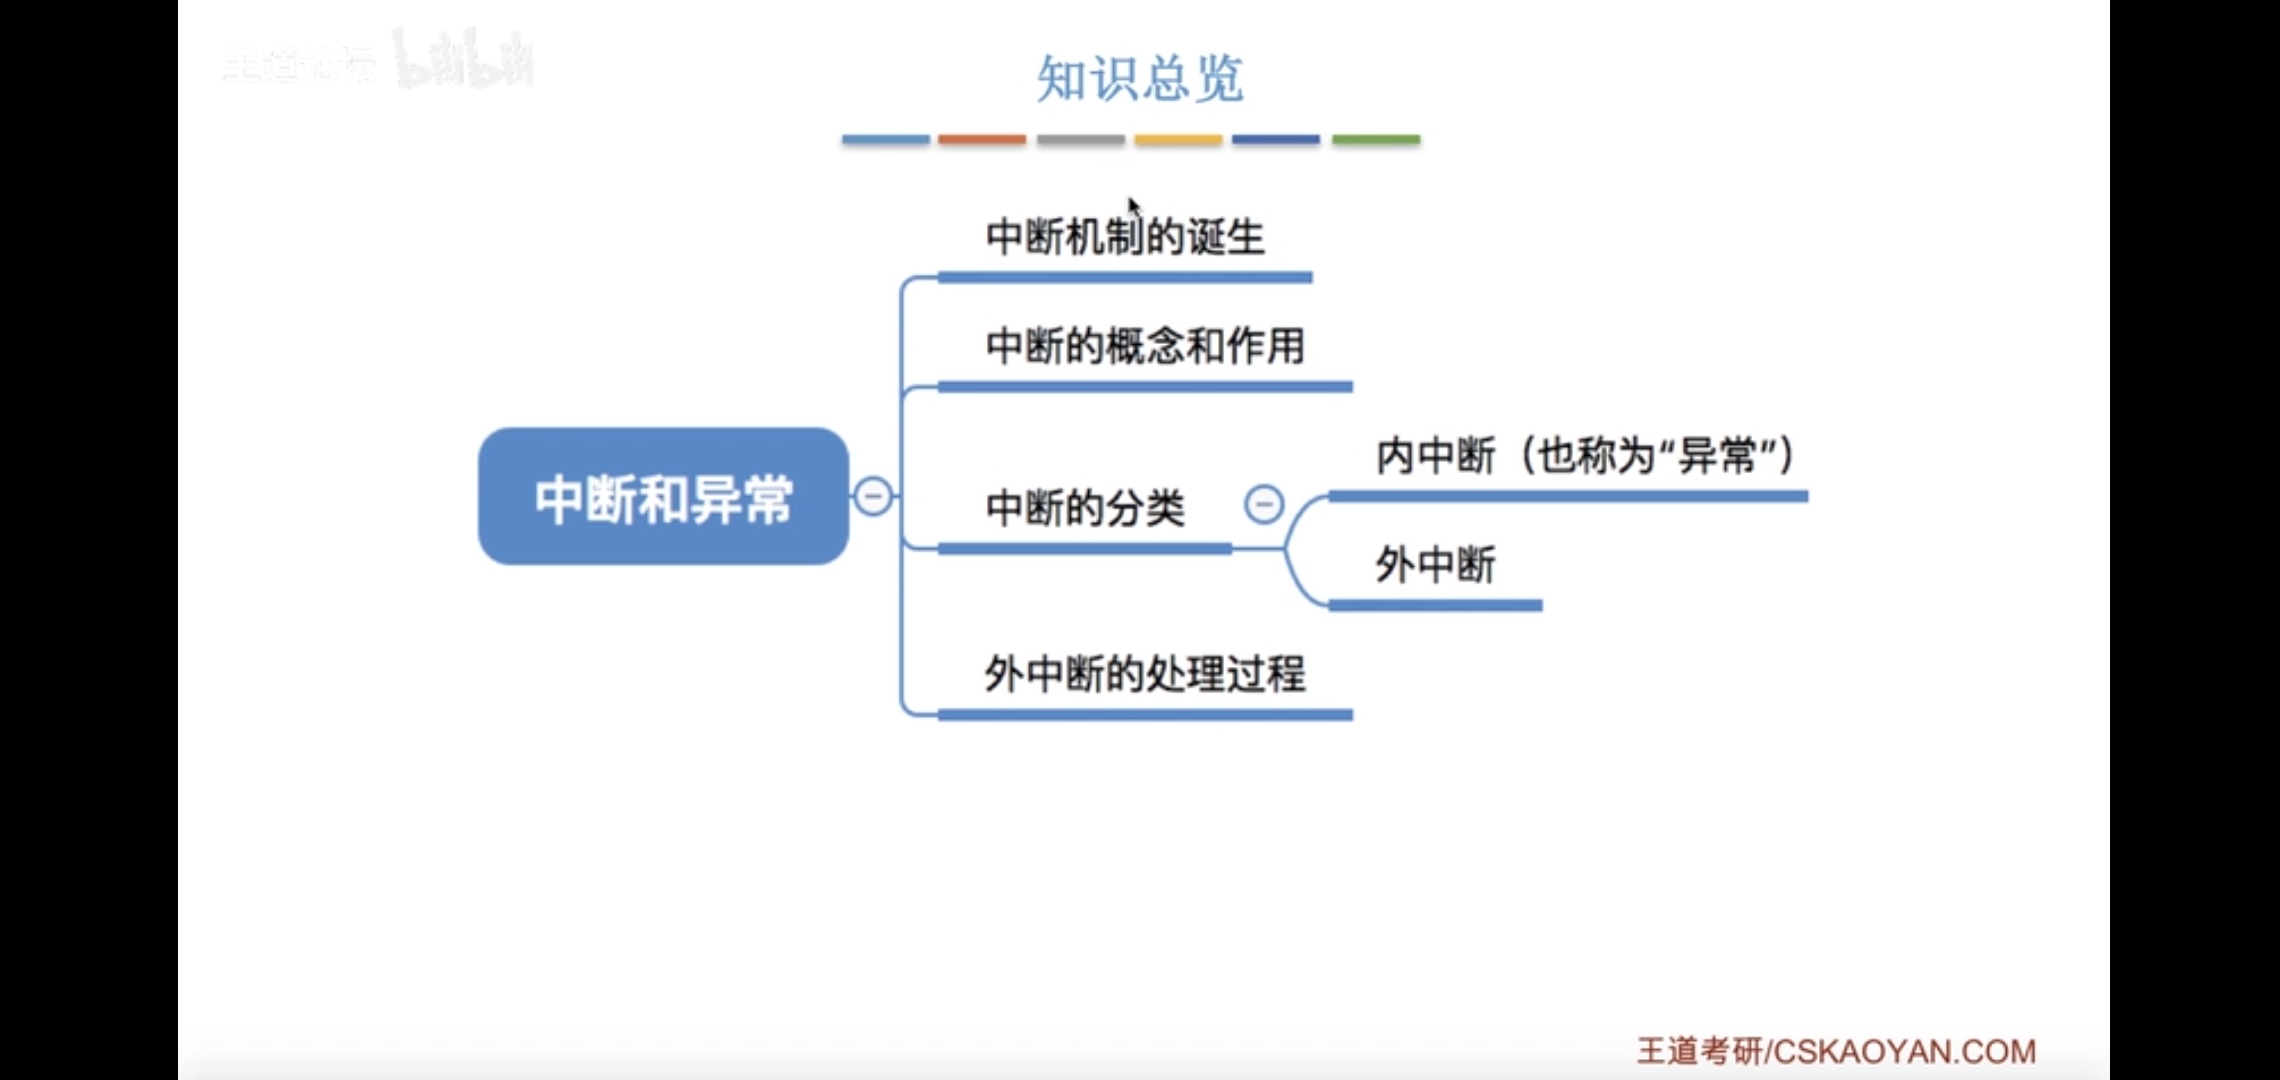 王道论坛 bilibili
知识总览
中断机制的诞生
中断的概念和作用
中断和异常
内中断（也称为“异常”）
中断的分类
外中断
外中断的处理过程
王道考研/CSKAOYAN.COM